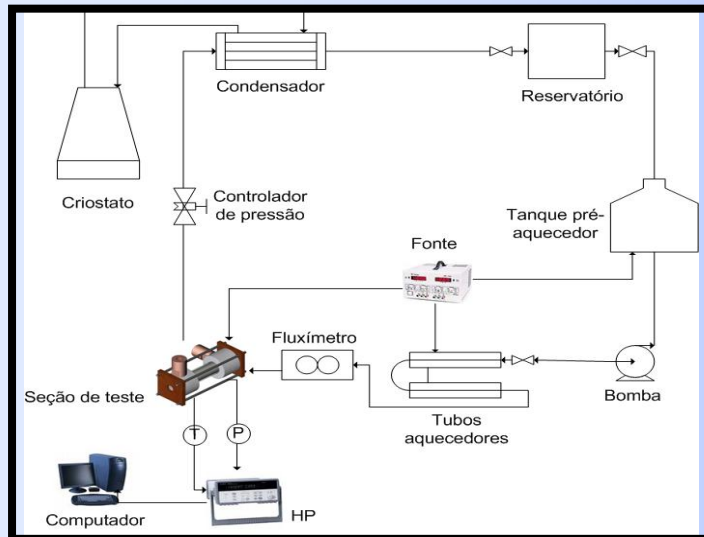 Condensador
Reservatório
Criostato
Controlador
de pressão
Tanque pré-
aquecedor
Fonte
Fluxímetro
Seção de teste
Tubos
aquecedores
Bomba
T
P
Computador
HP